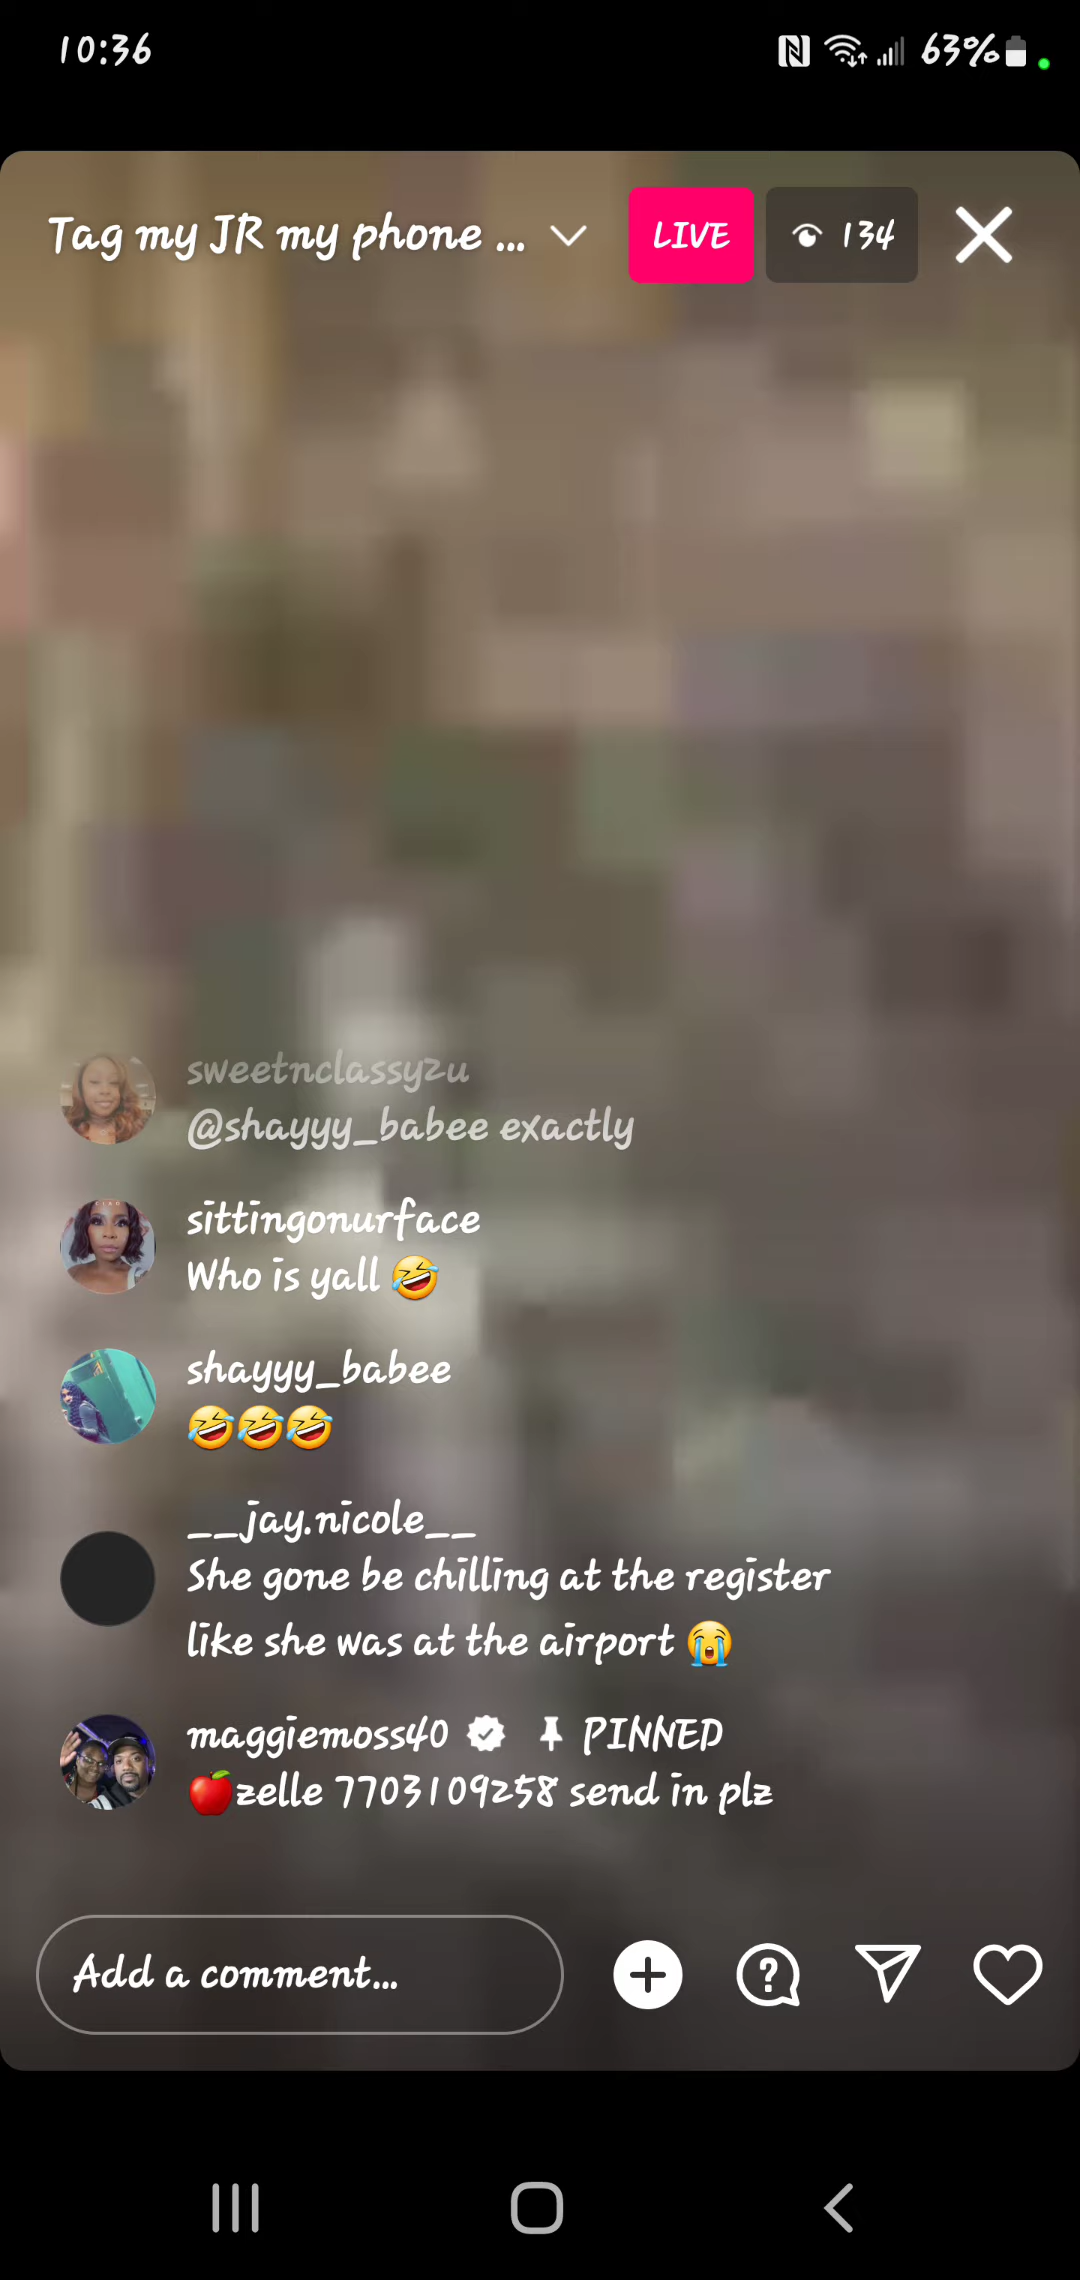 10:36
63%
Tag my JR my phone ...
LIVE
134
sweetnclassy2u
@shayyy_babee exactly
sittingonurface
Who is yall 🤣
shayyy_babee
🤣🤣🤣
__jay.nicole__
She gone be chilling at the register
like she was at the airport 😭
maggiemoss40 PINNED
🍎zelle 7703109258 send in plz
Add a comment...